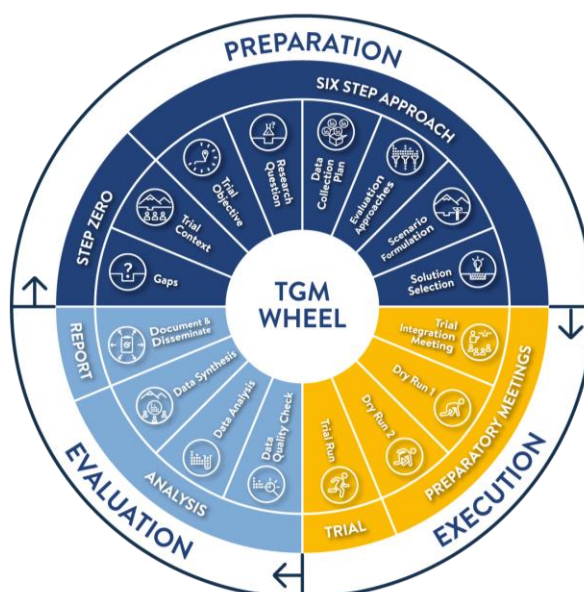 PREPARATION
SIX STEP APPROACH
STEP ZERO
Gaps
Trial
Context
Trial
Objective
Research
Question
Data
Collection
Plan
Evaluation
Approaches
Scenario
Formulation
Solution
Selection
TGM
WHEEL
EXECUTION
PREPARATORY MEETINGS
TRIAL
Trial
Integration
Meeting
Dry Run 1
Dry Run 2
Trial Run
EVALUATION
ANALYSIS
REPORT
Data
Quality Check
Data Analysis
Data Synthesis
Document &
Disseminate